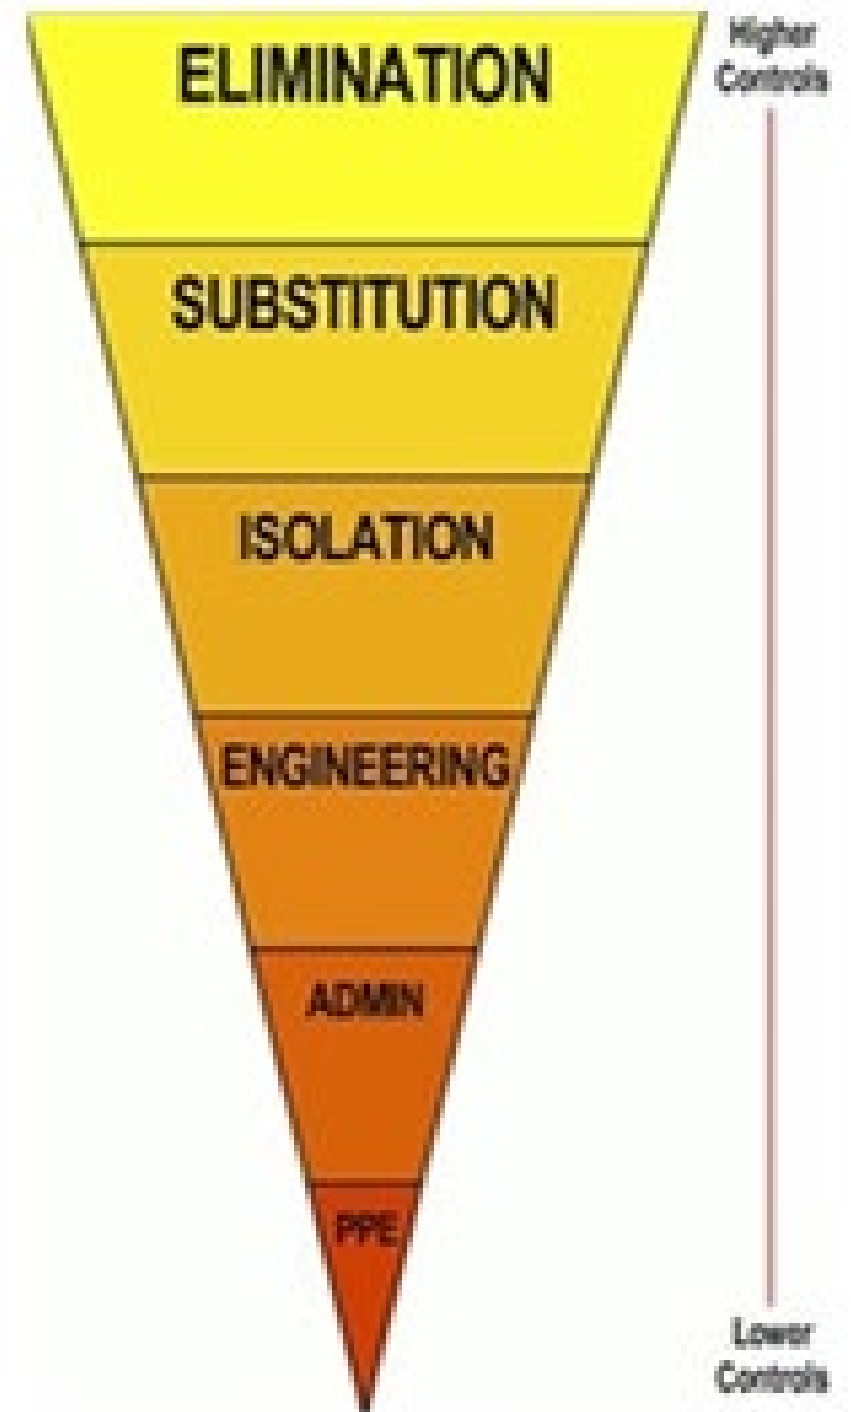 Higher
Controls
ELIMINATION
SUBSTITUTION
ISOLATION
ENGINEERING
ADMIN
PPE
Lower
Controls